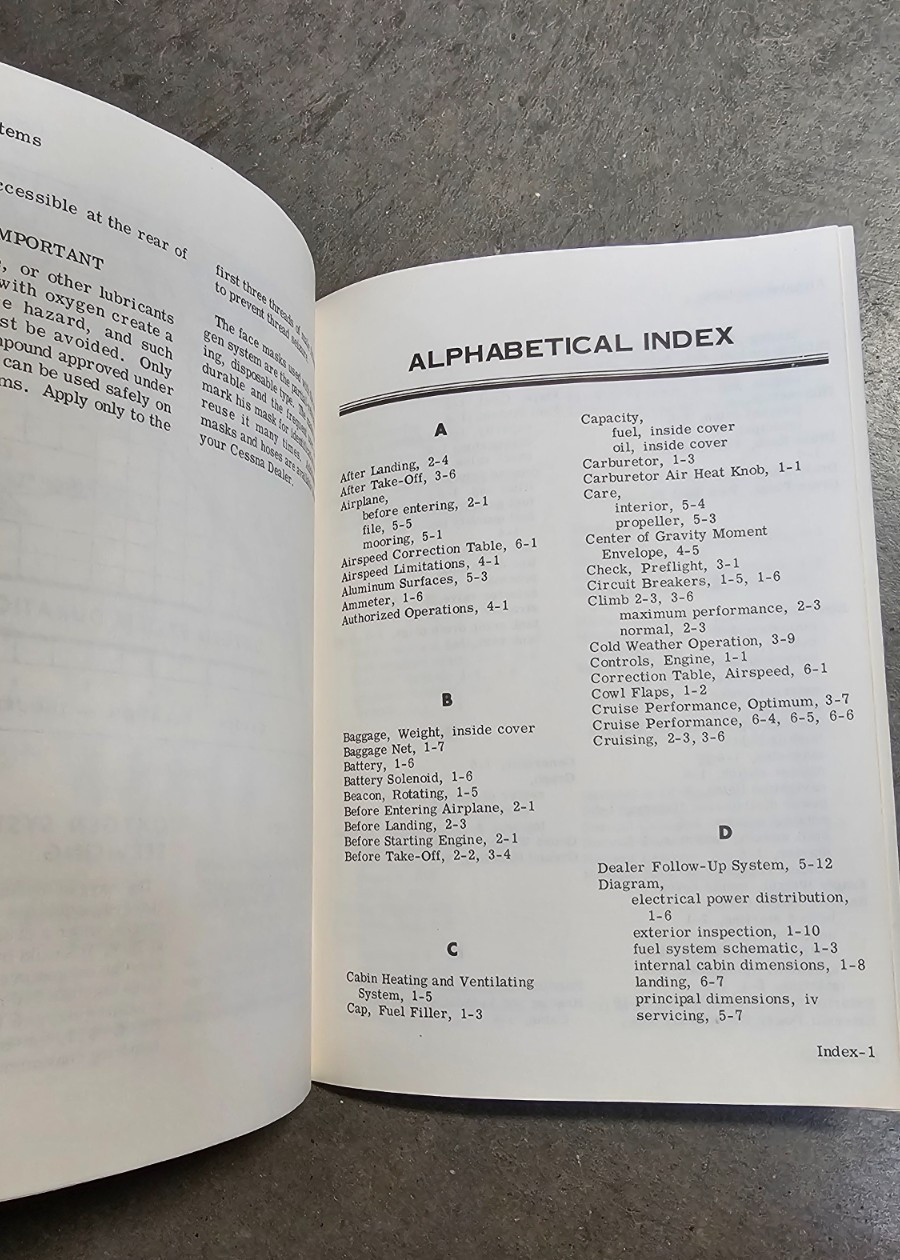 tems
ccessible at the rear of
MPORTANT
, or other lubricants
with oxygen create a
e hazard, and such
st be avoided. Only
pound approved under
can be used safely on
ms. Apply only to the
first three threads of
to prevent thread
The face masks used
gen system are the partial
ing, disposable type. The
durable and the frequent
mark his mask for
reuse it many times.
masks and hoses are
your Cessna Dealer.
ALPHABETICAL INDEX
A
After Landing, 2-4
After Take-Off, 3-6
Airplane,
before entering, 2-1
file, 5-5
mooring, 5-1
Airspeed Correction Table, 6-1
Airspeed Limitations, 4-1
Aluminum Surfaces, 5-3
Ammeter, 1-6
Authorized Operations, 4-1
B
Baggage, Weight, inside cover
Baggage Net, 1-7
Battery, 1-6
Battery Solenoid, 1-6
Beacon, Rotating, 1-5
Before Entering Airplane, 2-1
Before Landing, 2-3
Before Starting Engine, 2-1
Before Take-Off, 2-2, 3-4
C
Cabin Heating and Ventilating
System, 1-5
Cap, Fuel Filler, 1-3
Capacity,
fuel, inside cover
oil, inside cover
Carburetor, 1-3
Carburetor Air Heat Knob, 1-1
Care,
interior, 5-4
propeller, 5-3
Center of Gravity Moment
Envelope, 4-5
Check, Preflight, 3-1
Circuit Breakers, 1-5, 1-6
Climb 2-3, 3-6
maximum performance, 2-3
normal, 2-3
Cold Weather Operation, 3-9
Controls, Engine, 1-1
Correction Table, Airspeed, 6-1
Cowl Flaps, 1-2
Cruise Performance, Optimum, 3-7
Cruise Performance, 6-4, 6-5, 6-6
Cruising, 2-3, 3-6
D
Dealer Follow-Up System, 5-12
Diagram,
electrical power distribution,
1-6
exterior inspection, 1-10
fuel system schematic, 1-3
internal cabin dimensions, 1-8
landing, 6-7
principal dimensions, iv
servicing, 5-7
Index-1